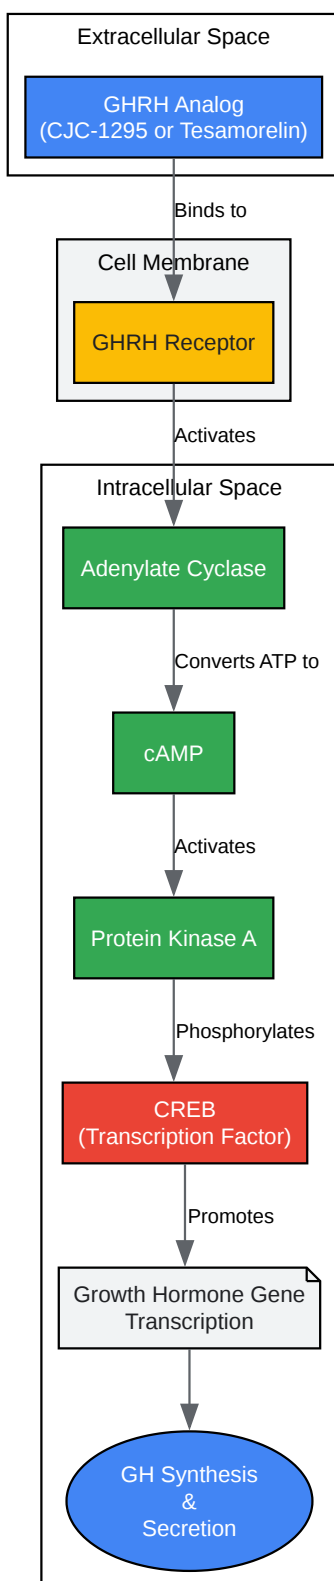 Extracellular Space
GHRH Analog
(CJC-1295 or Tesamorelin)
Binds to
Cell Membrane
GHRH Receptor
Activates
Intracellular Space
Adenylate Cyclase
Converts ATP to
cAMP
Activates
Protein Kinase A
Phosphorylates
CREB
(Transcription Factor)
Promotes
Growth Hormone Gene
Transcription
GH Synthesis
&
Secretion